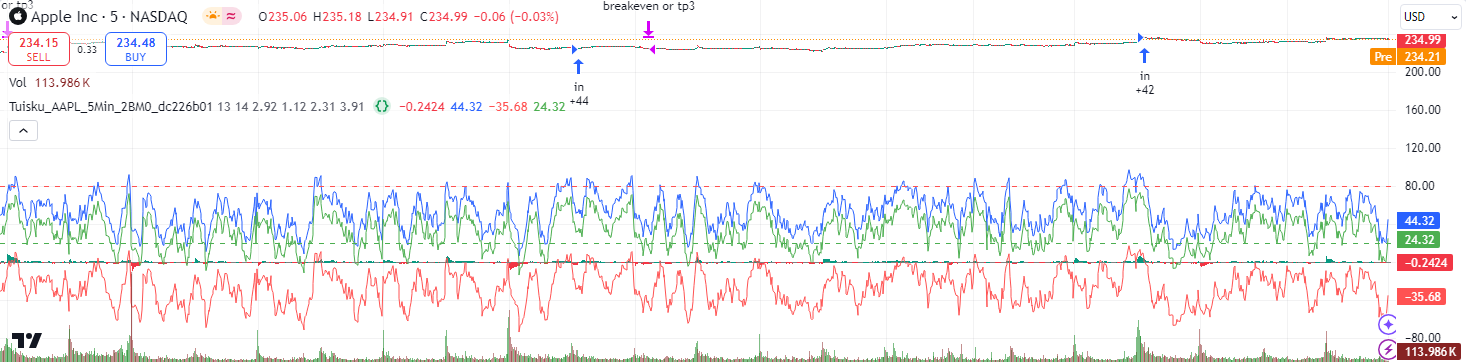 or tp3
breakeven or tp3
Apple Inc · 5 · NASDAQ
O235.06 H235.18 L234.91 C234.99 −0.06 (−0.03%)
USD
234.15
SELL
0.33
234.48
BUY
234.99
Pre 234.21
200.00
Vol 113.986 K
in
+44
in
+42
Tuisku_AAPL_5Min_2BM0_dc226b01 13 14 2.92 1.12 2.31 3.91 −0.2424 44.32 −35.68 24.32
160.00
120.00
80.00
44.32
24.32
−0.2424
−35.68
−80.00
113.986 K